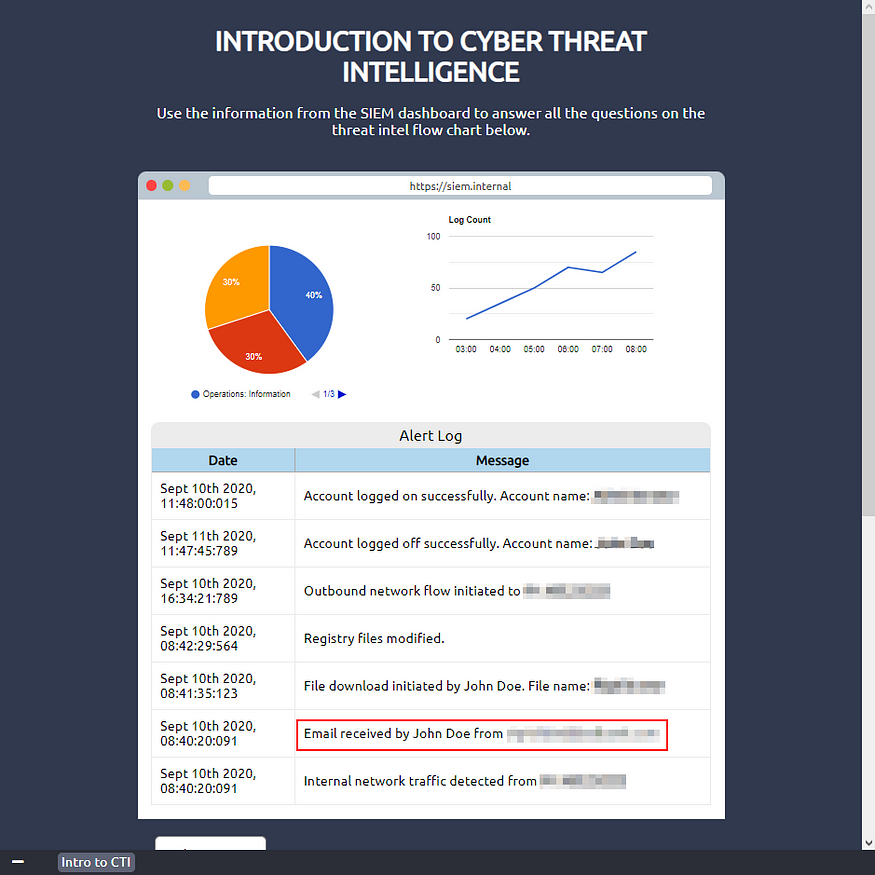 INTRODUCTION TO CYBER THREAT
INTELLIGENCE
Use the information from the SIEM dashboard to answer all the questions on the
threat intel flow chart below.
https://siem.internal
Log Count
100
50
0
03:00 04:00 05:00 06:00 07:00 08:00
30%
40%
30%
Operations: Information
1/3
Alert Log
Date Message
Sept 10th 2020,
11:48:00:015
Account logged on successfully. Account name:
Sept 11th 2020,
11:47:45:789
Account logged off successfully. Account name:
Sept 10th 2020,
16:34:21:789
Outbound network flow initiated to
Sept 10th 2020,
08:42:29:564
Registry files modified.
Sept 10th 2020,
08:41:35:123
File download initiated by John Doe. File name:
Sept 10th 2020,
08:40:20:091
Email received by John Doe from
Sept 10th 2020,
08:40:20:091
Internal network traffic detected from
Intro to CTI